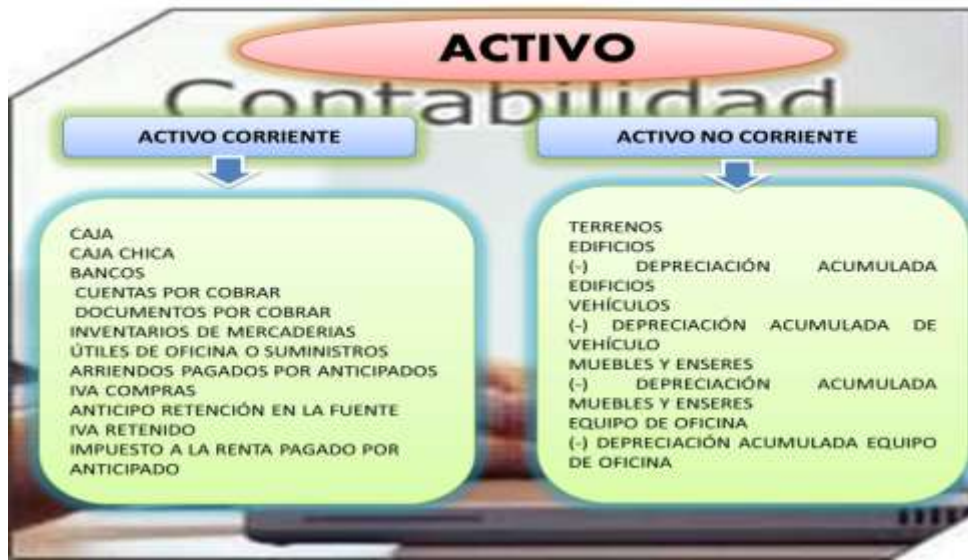 ACTIVO
Contabilidad
ACTIVO CORRIENTE
CAJA
CAJA CHICA
BANCOS
CUENTAS POR COBRAR
DOCUMENTOS POR COBRAR
INVENTARIOS DE MERCADERIAS
ÚTILES DE OFICINA O SUMINISTROS
ARRIENDOS PAGADOS POR ANTICIPADOS
IVA COMPRAS
ANTICIPO RETENCIÓN EN LA FUENTE
IVA RETENIDO
IMPUESTO A LA RENTA PAGADO POR
ANTICIPADO
ACTIVO NO CORRIENTE
TERRENOS
EDIFICIOS
(-) DEPRECIACIÓN ACUMULADA
EDIFICIOS
VEHÍCULOS
(-) DEPRECIACIÓN ACUMULADA DE
VEHÍCULO
MUEBLES Y ENSERES
(-) DEPRECIACIÓN ACUMULADA
MUEBLES Y ENSERES
EQUIPO DE OFICINA
(-) DEPRECIACIÓN ACUMULADA EQUIPO
DE OFICINA